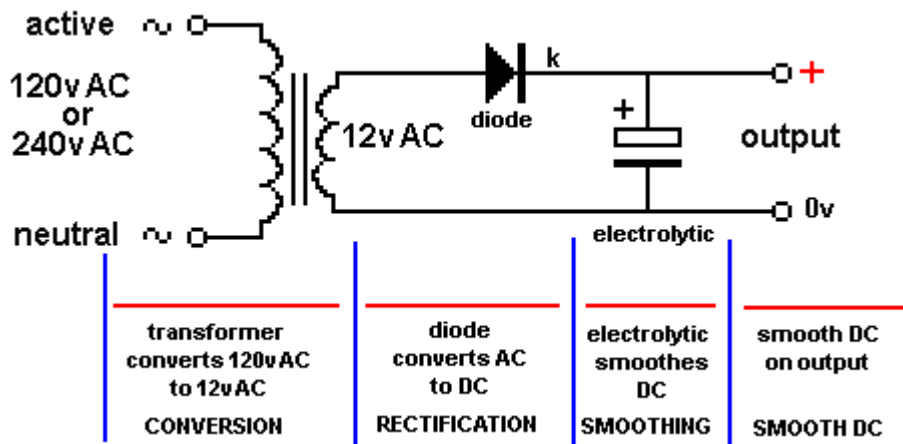 active ~
120v AC
or
240v AC
neutral ~
12v AC
diode
k
+
electrolytic
+
output
0v
transformer
converts 120v AC
to 12v AC
CONVERSION
diode
converts AC
to DC
RECTIFICATION
electrolytic
smoothes
DC
SMOOTHING
smooth DC
on output
SMOOTH DC